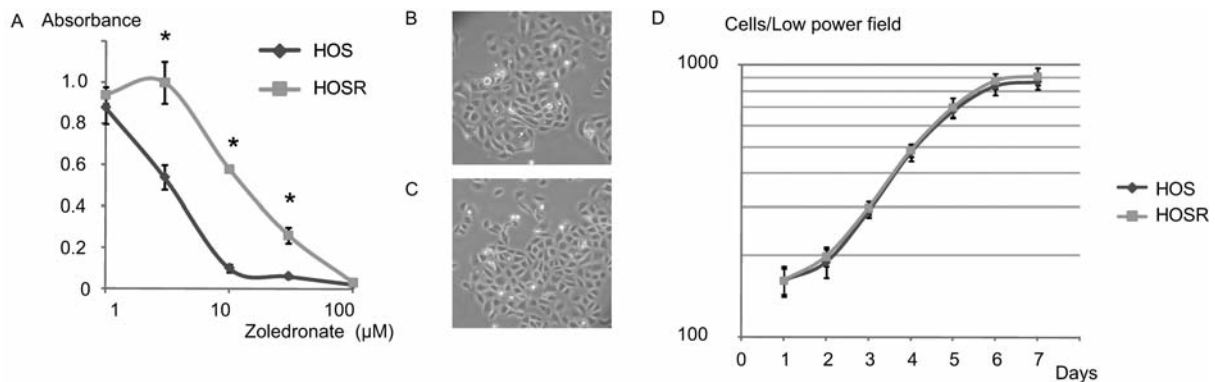 A
Absorbance
HOS
HOSR
*
*
*
1.0
0.8
0.6
0.4
0.2
0
1 10 100
Zoledronate (µM)
B
C
D
Cells/Low power field
1000
100
0 1 2 3 4 5 6 7
Days
HOS
HOSR